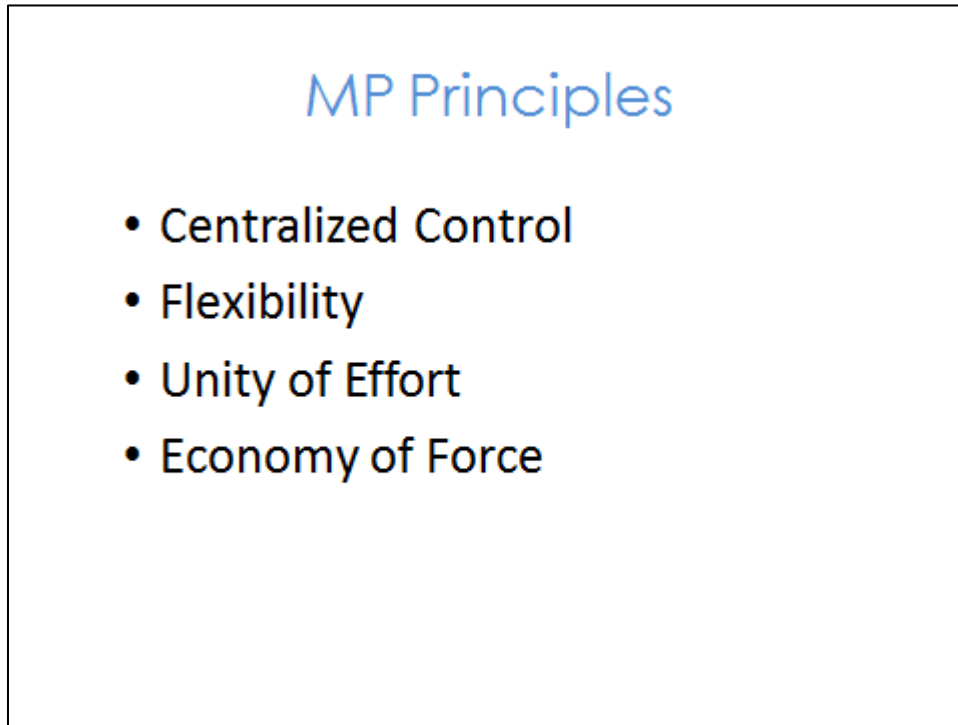 MP Principles
• Centralized Control
• Flexibility
• Unity of Effort
• Economy of Force